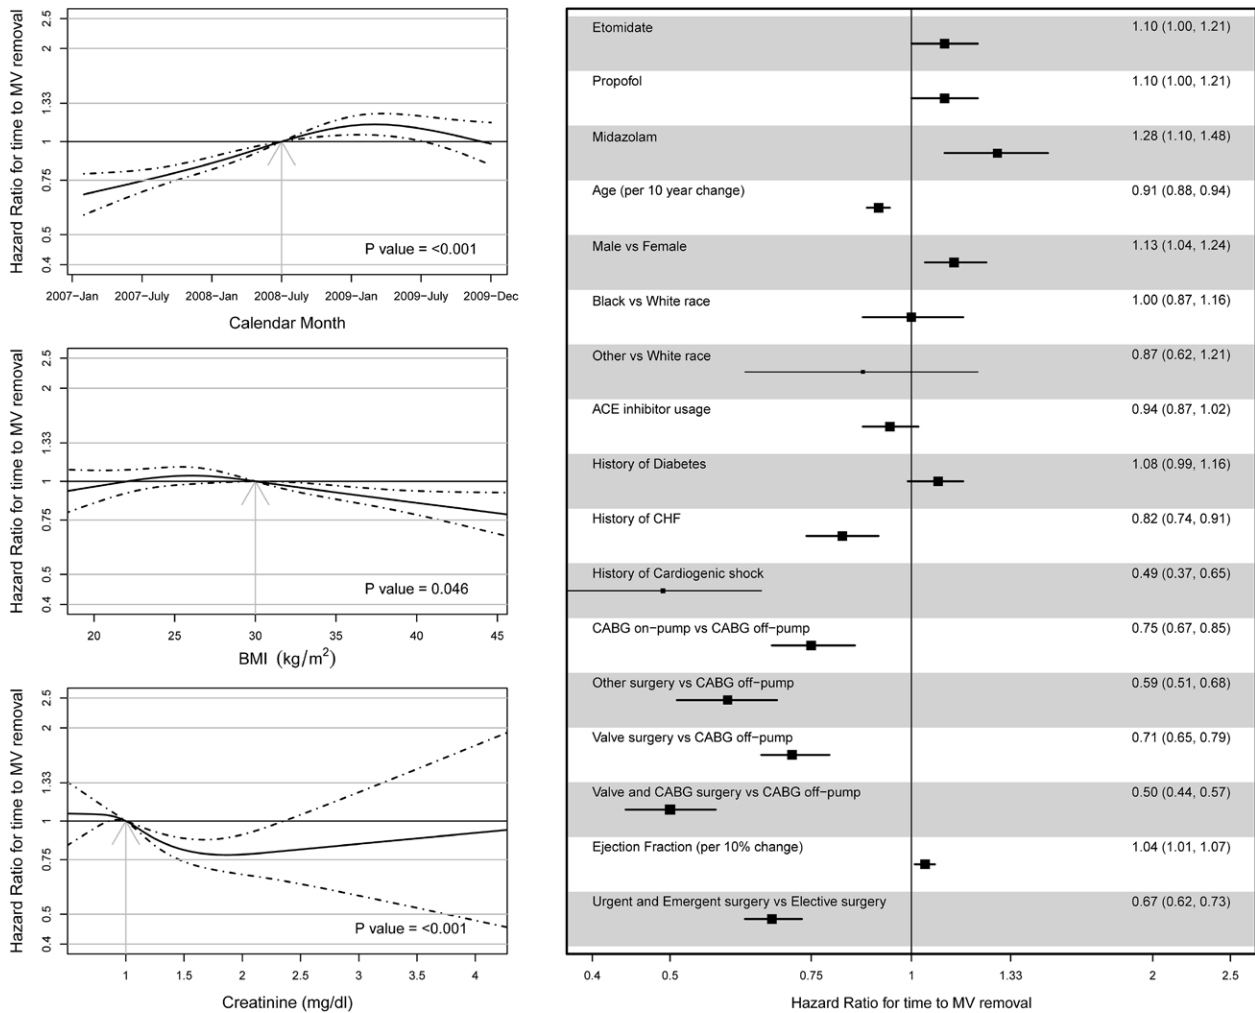 Hazard Ratio for time to MV removal
2.5
2
1.33
1
0.75
0.5
0.4
P value = <0.001
2007−Jan 2007−July 2008−Jan 2008−July 2009−Jan 2009−July 2009−Dec
Calendar Month
Hazard Ratio for time to MV removal
2.5
2
1.33
1
0.75
0.5
0.4
P value = 0.046
20 25 30 35 40 45
BMI (kg/m²)
Hazard Ratio for time to MV removal
2.5
2
1.33
1
0.75
0.5
0.4
P value = <0.001
1 1.5 2 2.5 3 3.5 4
Creatinine (mg/dl)
Etomidate 1.10 (1.00, 1.21)
Propofol 1.10 (1.00, 1.21)
Midazolam 1.28 (1.10, 1.48)
Age (per 10 year change) 0.91 (0.88, 0.94)
Male vs Female 1.13 (1.04, 1.24)
Black vs White race 1.00 (0.87, 1.16)
Other vs White race 0.87 (0.62, 1.21)
ACE inhibitor usage 0.94 (0.87, 1.02)
History of Diabetes 1.08 (0.99, 1.16)
History of CHF 0.82 (0.74, 0.91)
History of Cardiogenic shock 0.49 (0.37, 0.65)
CABG on−pump vs CABG off−pump 0.75 (0.67, 0.85)
Other surgery vs CABG off−pump 0.59 (0.51, 0.68)
Valve surgery vs CABG off−pump 0.71 (0.65, 0.79)
Valve and CABG surgery vs CABG off−pump 0.50 (0.44, 0.57)
Ejection Fraction (per 10% change) 1.04 (1.01, 1.07)
Urgent and Emergent surgery vs Elective surgery 0.67 (0.62, 0.73)
0.4 0.5 0.75 1 1.33 2 2.5
Hazard Ratio for time to MV removal